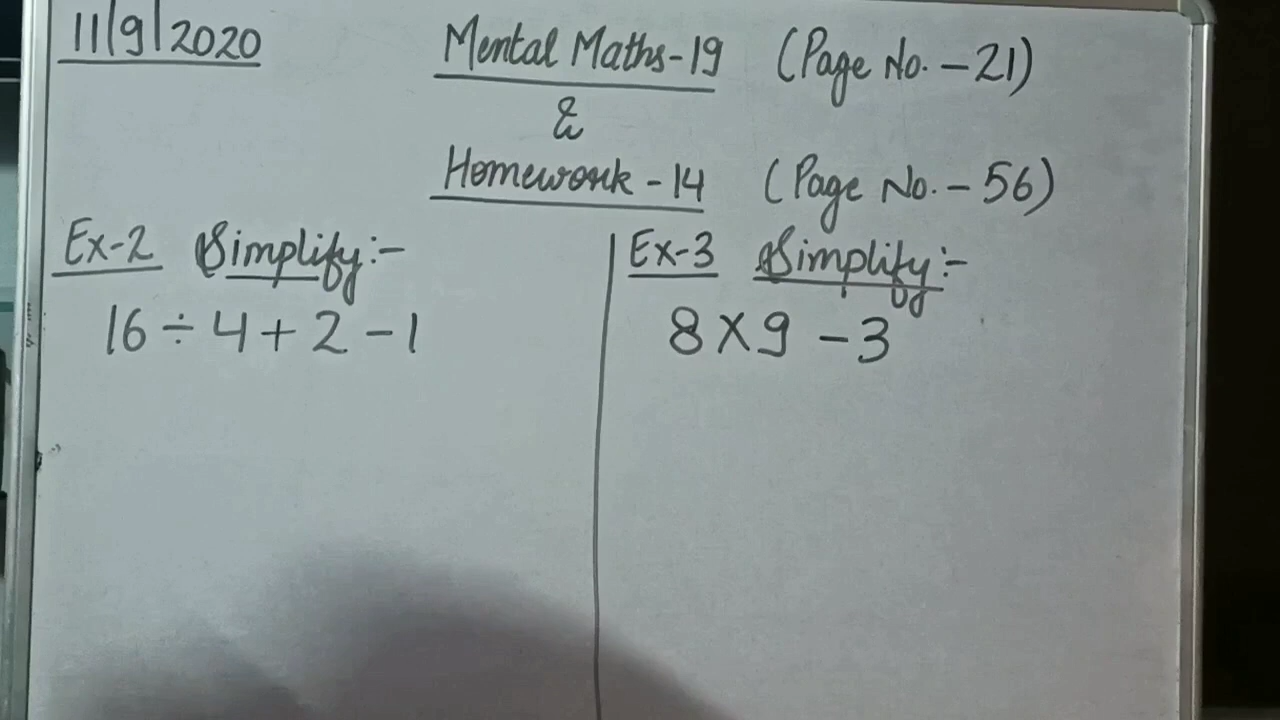 11/9/2020
Mental Maths-19 (Page No. - 21)
&
Homework - 14 (Page No. - 56)
Ex-2 Simplify:-
16 ÷ 4 + 2 - 1
Ex-3 Simplify:-
8 × 9 - 3